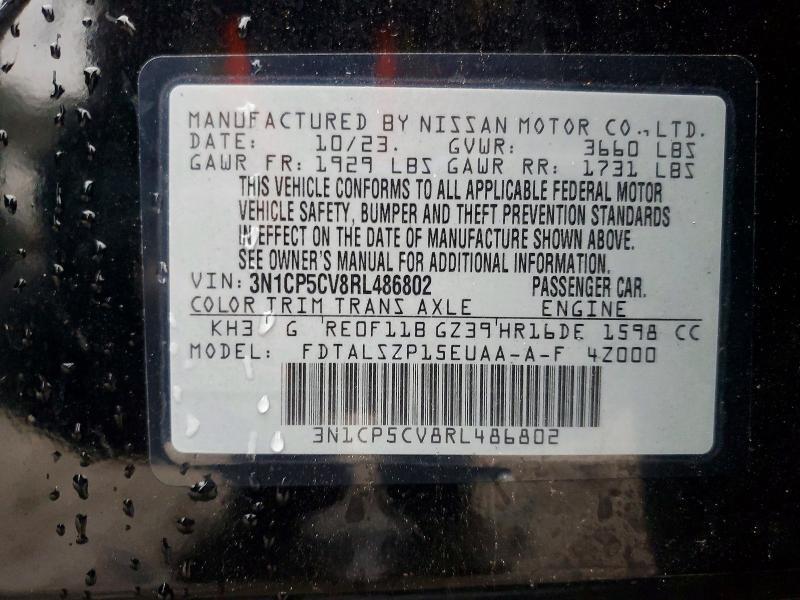 MANUFACTURED BY NISSAN MOTOR CO.,LTD.
DATE: 10/23. GVWR: 3660 LBS
GAWR FR: 1929 LBS GAWR RR: 1731 LBS
THIS VEHICLE CONFORMS TO ALL APPLICABLE FEDERAL MOTOR
VEHICLE SAFETY, BUMPER AND THEFT PREVENTION STANDARDS
IN EFFECT ON THE DATE OF MANUFACTURE SHOWN ABOVE.
SEE OWNER'S MANUAL FOR ADDITIONAL INFORMATION.
VIN: 3N1CP5CV8RL486802 PASSENGER CAR.
COLOR TRIM TRANS AXLE ENGINE
KH3 G RE0F11B GZ39 HR16DE 1598 CC
MODEL: FDTALSZP15EUAA-A-F 4Z000
3N1CP5CV8RL486802